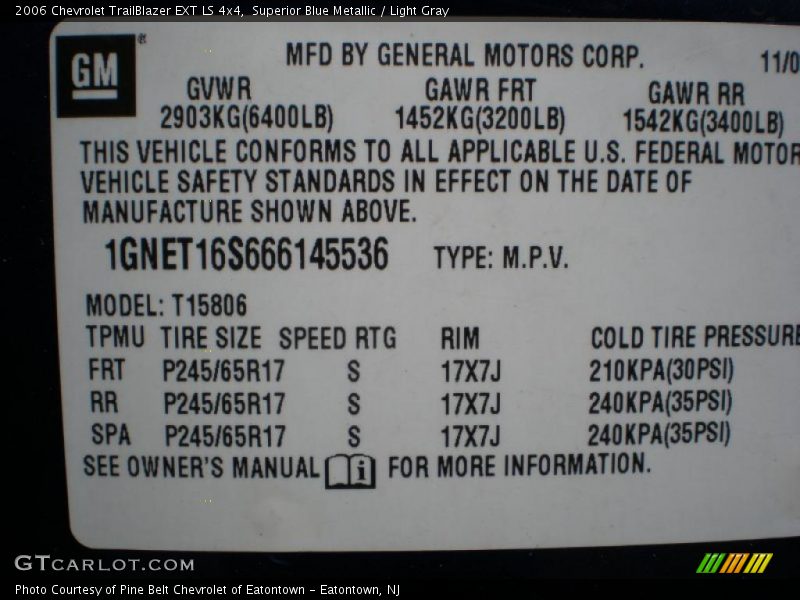 2006 Chevrolet TrailBlazer EXT LS 4x4, Superior Blue Metallic / Light Gray
GM ®
MFD BY GENERAL MOTORS CORP. 11/0
GVWR GAWR FRT GAWR RR
2903KG(6400LB) 1452KG(3200LB) 1542KG(3400LB)
THIS VEHICLE CONFORMS TO ALL APPLICABLE U.S. FEDERAL MOTOR
VEHICLE SAFETY STANDARDS IN EFFECT ON THE DATE OF
MANUFACTURE SHOWN ABOVE.
1GNET16S666145536 TYPE: M.P.V.
MODEL: T15806
TPMU TIRE SIZE SPEED RTG RIM COLD TIRE PRESSURE
FRT P245/65R17 S 17X7J 210KPA(30PSI)
RR P245/65R17 S 17X7J 240KPA(35PSI)
SPA P245/65R17 S 17X7J 240KPA(35PSI)
SEE OWNER'S MANUAL i FOR MORE INFORMATION.
GTCARLOT.COM
Photo Courtesy of Pine Belt Chevrolet of Eatontown - Eatontown, NJ